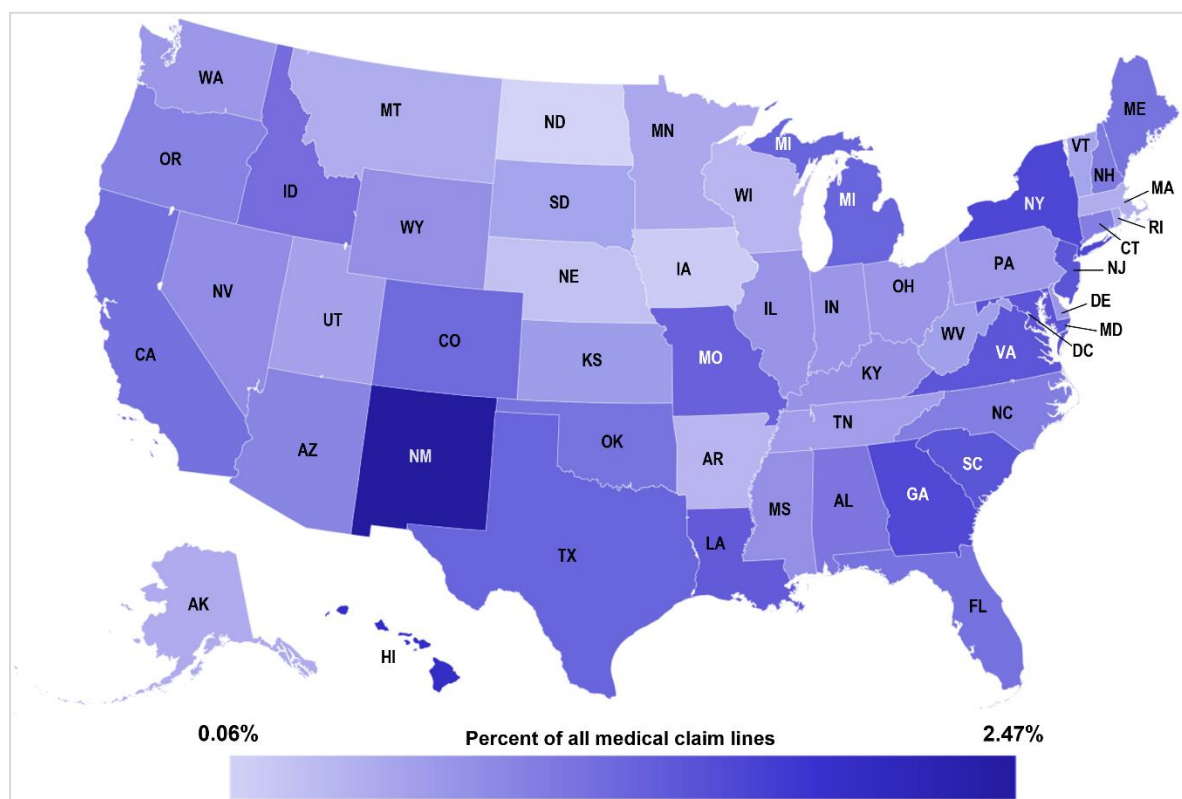 WA
MT
ND
MN
MI
ME
VT
NH
OR
ID
SD
WI
MI
NY
MA
RI
CT
WY
NE
IA
PA
NJ
NV
UT
CO
KS
IL
IN
OH
DE
MD
WV
VA
DC
CA
MO
KY
AZ
NM
OK
AR
TN
NC
MS
AL
GA
SC
TX
LA
FL
AK
HI
0.06%
Percent of all medical claim lines
2.47%